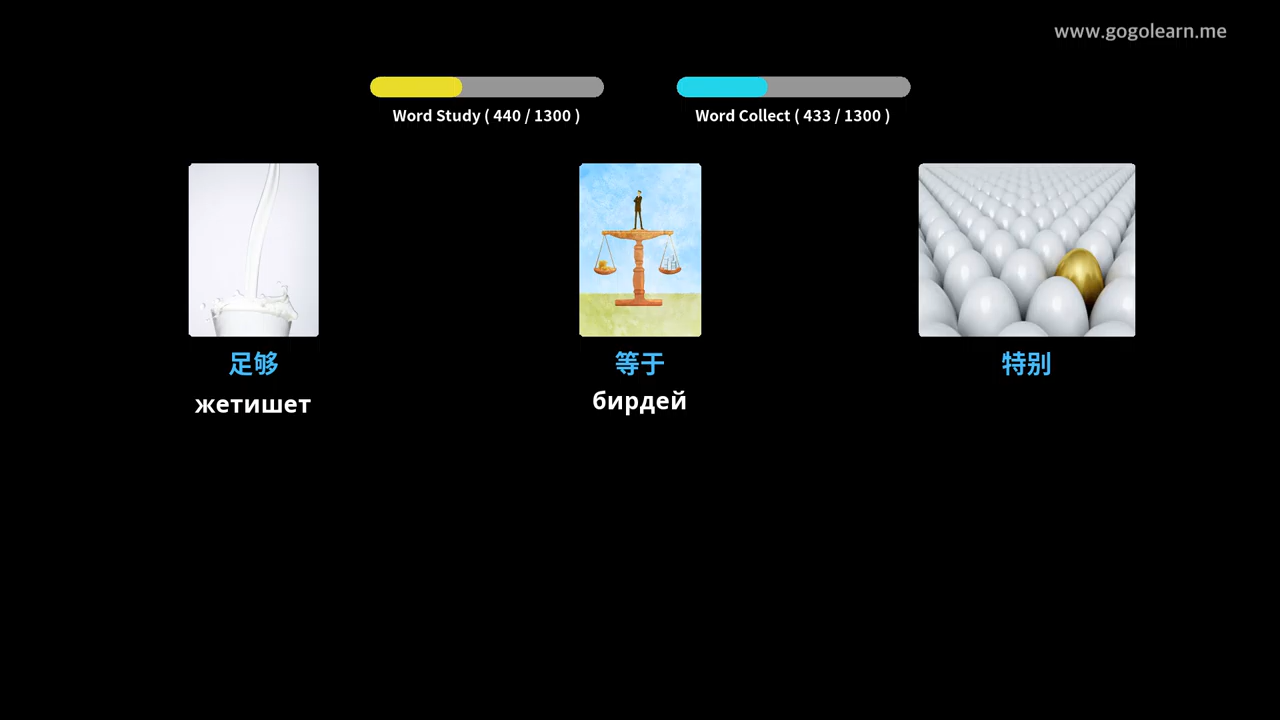 www.gogolearn.me
Word Study ( 440 / 1300 )
Word Collect ( 433 / 1300 )
足够
等于
特别
жетишет
бирдей